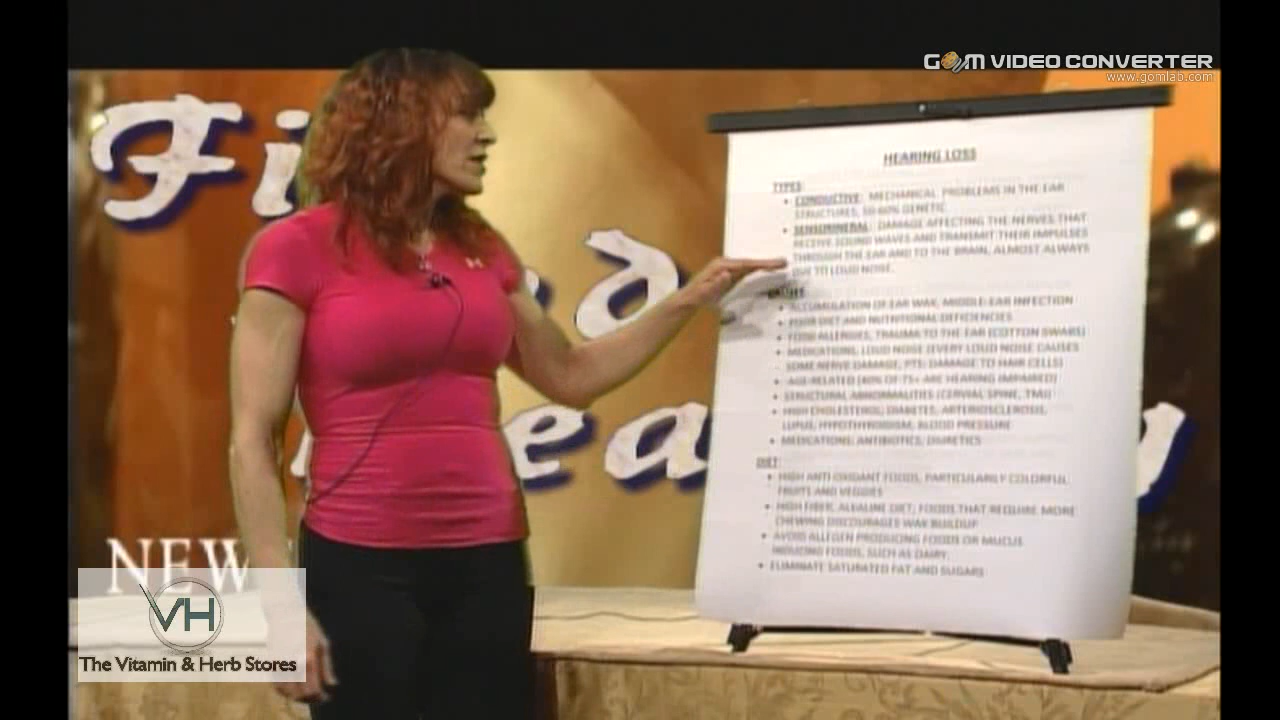 GOM VIDEO CONVERTER
www.gomlab.com
Fi d
ea y
NEW
VH
The Vitamin & Herb Stores
HEARING LOSS
TYPES:
• CONDUCTIVE: MECHANICAL PROBLEMS IN THE EAR
STRUCTURES, GENETIC
• SENSORINERAL: DAMAGE AFFECTING THE NERVES THAT
RECEIVE SOUND WAVES AND TRANSMIT THEIR IMPULSES
THROUGH THE EAR AND TO THE BRAIN, ALMOST ALWAYS
DUE TO LOUD NOISE.
• ACCUMULATION OF EAR WAX, MIDDLE-EAR INFECTION
• POOR DIET AND NUTRITIONAL DEFICIENCIES
• FOOD ALLERGIES, TRAUMA TO THE EAR (COTTON SWABS)
• MEDICATIONS, LOUD NOISE (EVERY LOUD NOISE CAUSES
SOME NERVE DAMAGE, PTS; DAMAGE TO HAIR CELLS)
• AGE-RELATED (40% OF 75+ ARE HEARING IMPAIRED)
• STRUCTURAL ABNORMALITIES (CERVIAL SPINE, TMJ)
• HIGH CHOLESTEROL, DIABETES, ARTERIOSCLEROSIS,
LUPUS, HYPOTHYROIDISM, BLOOD PRESSURE
• MEDICATIONS: ANTIBIOTICS, DIURETICS
DIET:
• HIGH ANTI-OXIDANT FOODS, PARTICULARILY COLORFUL
FRUITS AND VEGGIES
• HIGH FIBER, ALKALINE DIET, FOODS THAT REQUIRE MORE
CHEWING DISCOURAGES WAX BUILDUP
• AVOID ALLEGEN PRODUCING FOODS OR MUCUS
INDUCING FOODS, SUCH AS DAIRY.
• ELIMINATE SATURATED FAT AND SUGARS